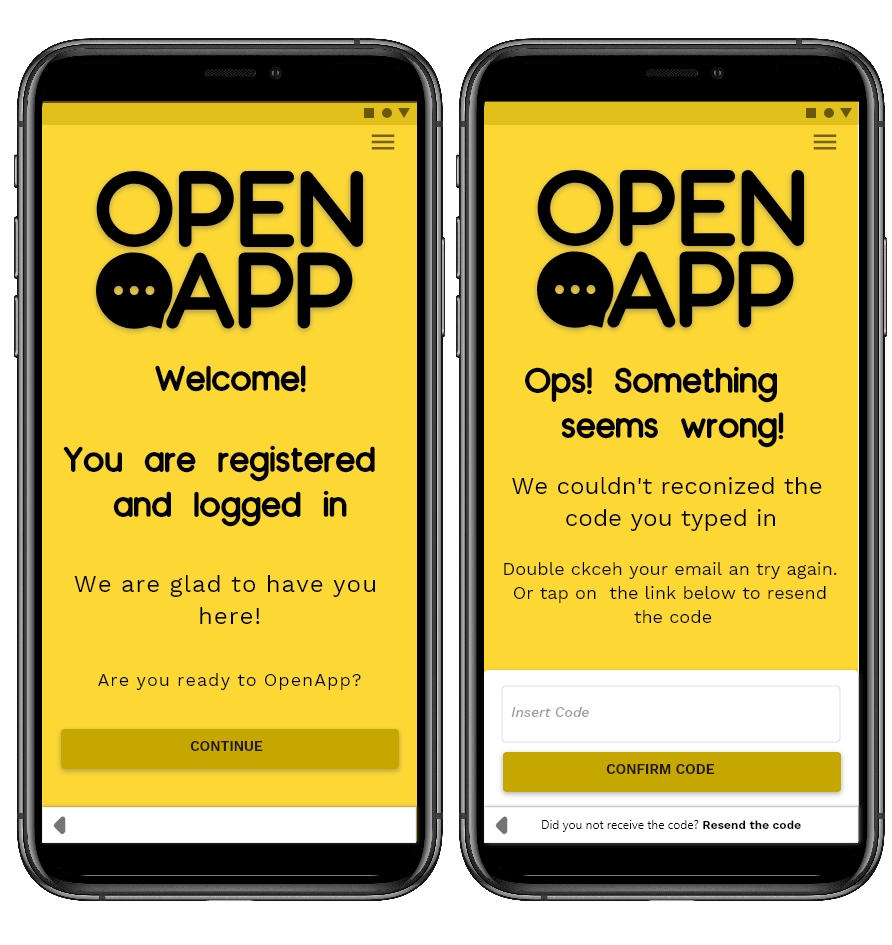 OPEN
APP
Welcome!
You are registered
and logged in
We are glad to have you
here!
Are you ready to OpenApp?
CONTINUE
OPEN
APP
Ops! Something
seems wrong!
We couldn't reconized the
code you typed in
Double ckceh your email an try again.
Or tap on the link below to resend
the code
Insert Code
CONFIRM CODE
Did you not receive the code? Resend the code